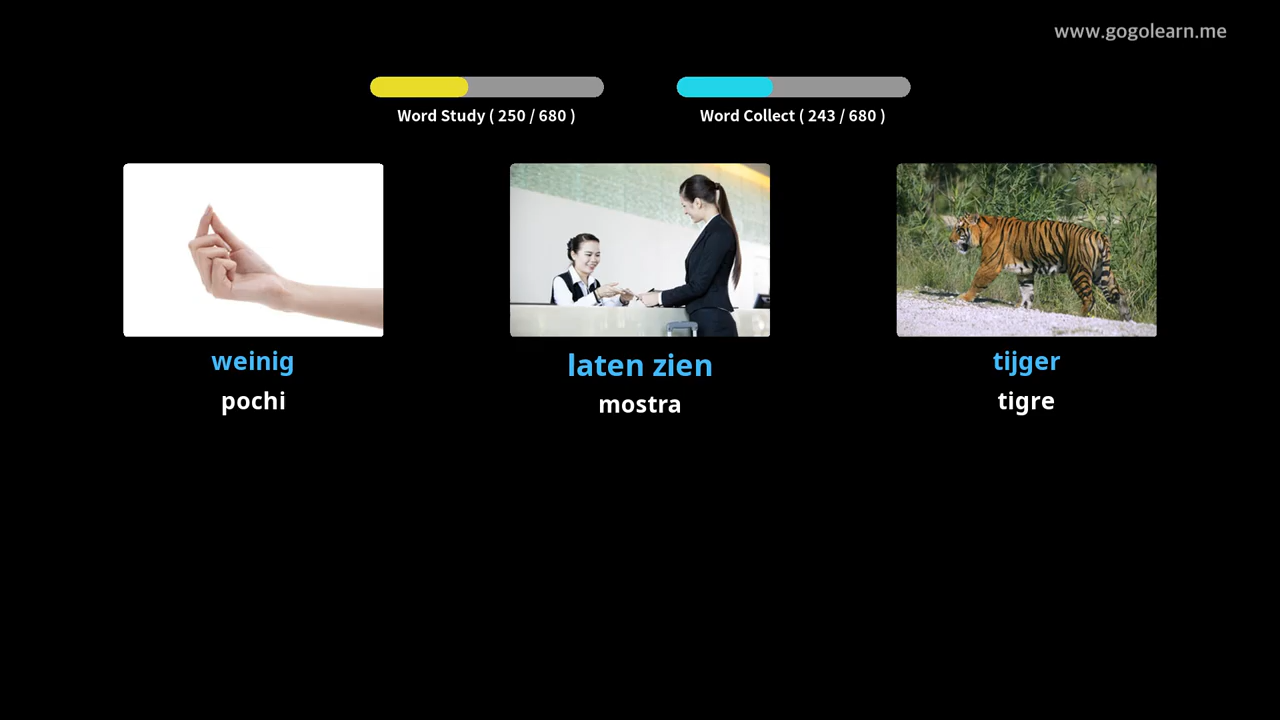 www.gogolearn.me
Word Study ( 250 / 680 )
Word Collect ( 243 / 680 )
weinig
laten zien
tijger
pochi
mostra
tigre